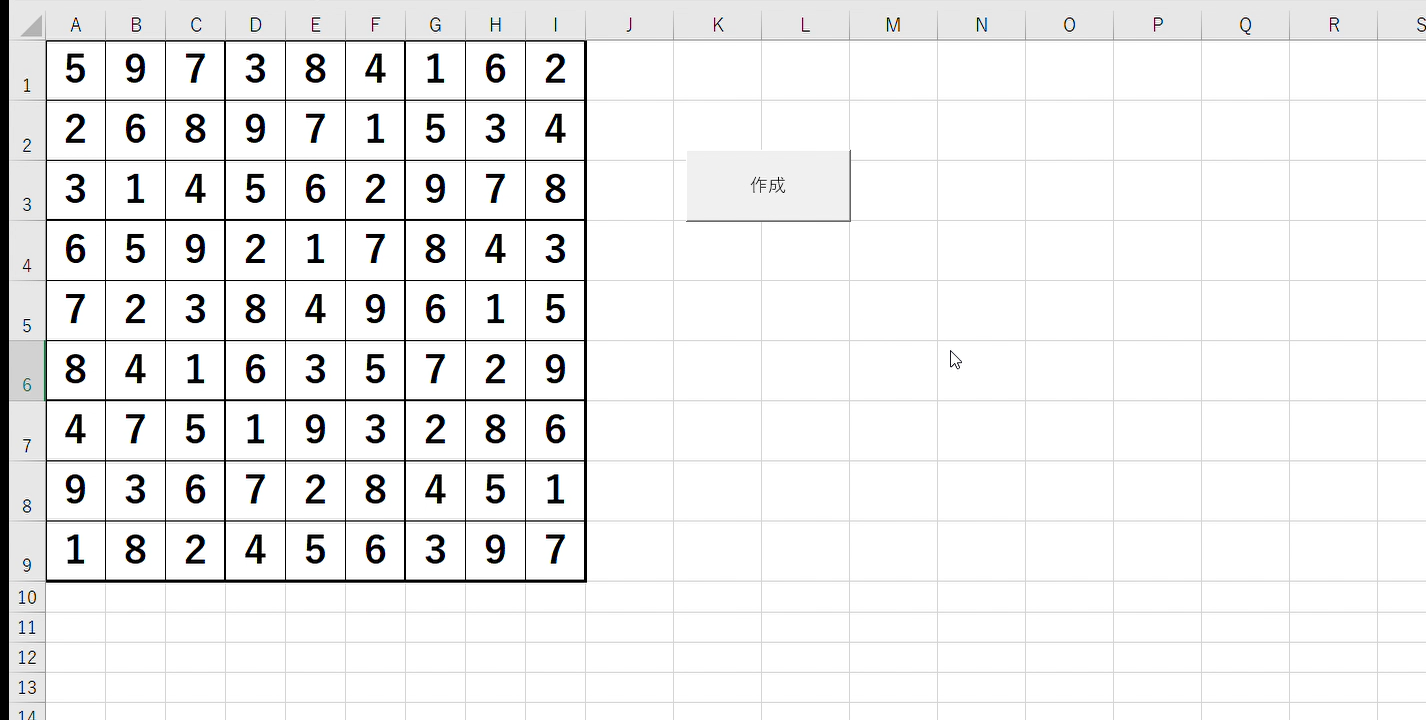 A B C D E F G H I J K L M N O P Q R S
1 5 9 7 3 8 4 1 6 2
2 2 6 8 9 7 1 5 3 4
作成
3 3 1 4 5 6 2 9 7 8
4 6 5 9 2 1 7 8 4 3
5 7 2 3 8 4 9 6 1 5
6 8 4 1 6 3 5 7 2 9
7 4 7 5 1 9 3 2 8 6
8 9 3 6 7 2 8 4 5 1
9 1 8 2 4 5 6 3 9 7
10
11
12
13
14